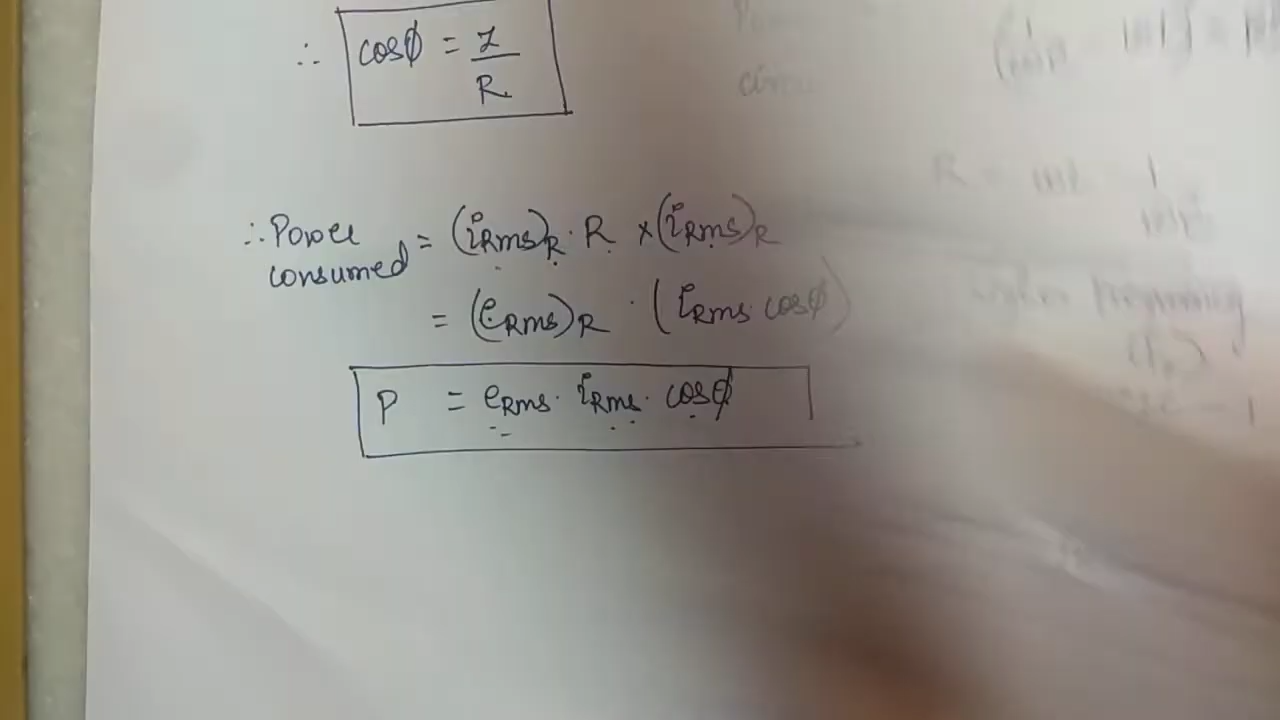 ∴ cosϕ = z/R
∴ Power consumed = (iRms)R · R × (iRms)R
= (eRms)R · (iRms cosϕ)
P = eRms · iRms · cosϕ